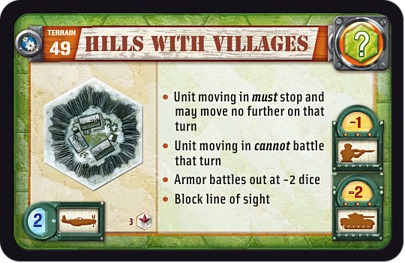 TERRAIN
49
HILLS WITH VILLAGES
?
• Unit moving in must stop and
may move no further on that
turn
• Unit moving in cannot battle
that turn
• Armor battles out at -2 dice
• Block line of sight
-1
-2
2
3